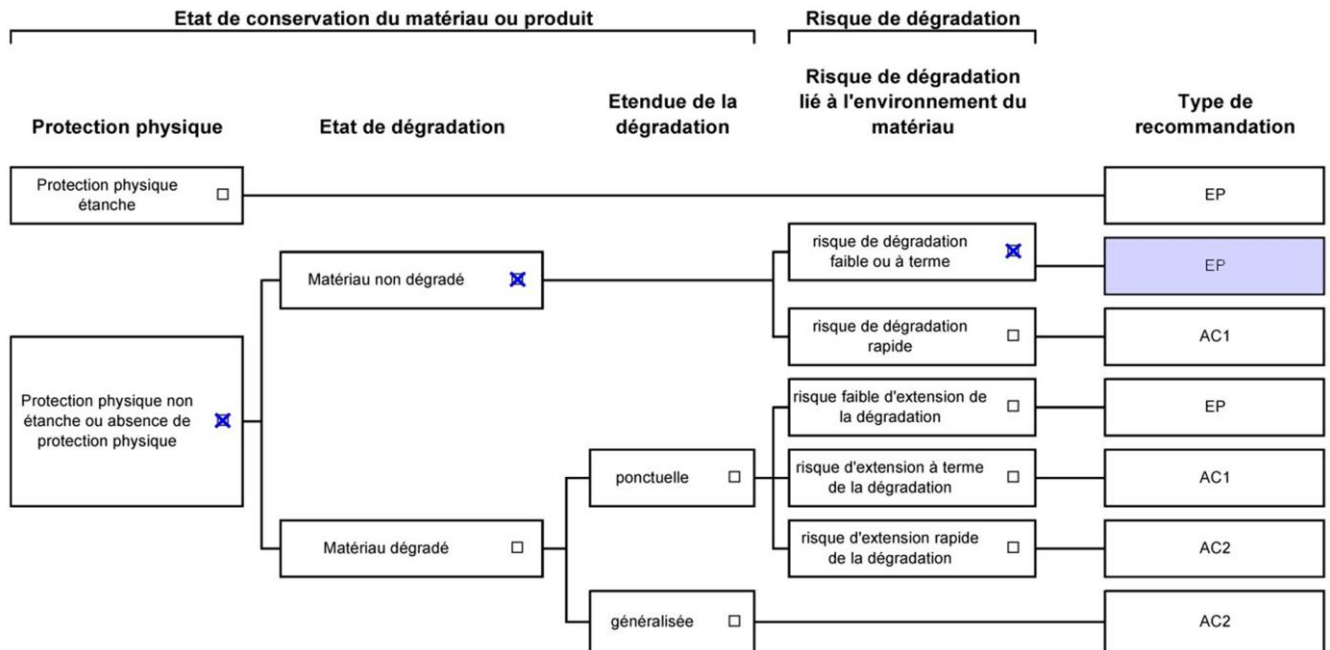 Etat de conservation du matériau ou produit
Risque de dégradation
Protection physique
Etat de dégradation
Etendue de la
dégradation
Risque de dégradation
lié à l'environnement du
matériau
Type de
recommandation
Protection physique
étanche
EP
Protection physique non
étanche ou absence de
protection physique
Matériau non dégradé
risque de dégradation
faible ou à terme
EP
risque de dégradation
rapide
AC1
Matériau dégradé
ponctuelle
risque faible d'extension de
la dégradation
EP
risque d'extension à terme
de la dégradation
AC1
risque d'extension rapide
de la dégradation
AC2
généralisée
AC2